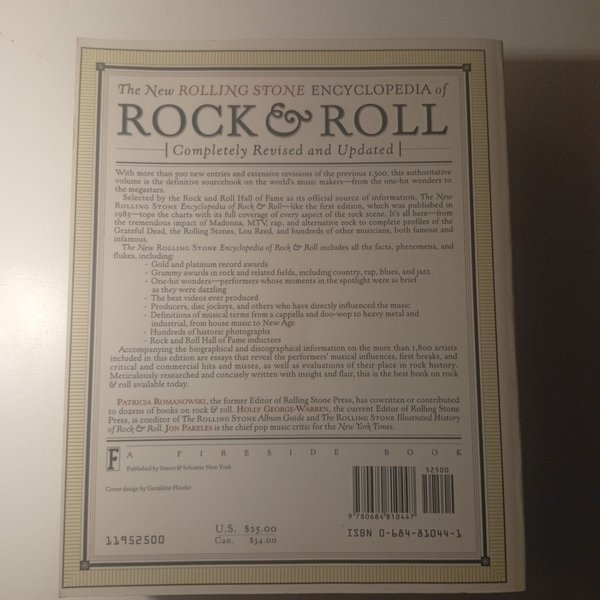 The New ROLLING STONE ENCYCLOPEDIA of
ROCK & ROLL
Completely Revised and Updated
With more than 500 new entries and extensive revisions of the previous 1,300, this authoritative
volume is the definitive sourcebook on the world's music makers—from the one-hit wonders to
the megastars.
Selected by the Rock and Roll Hall of Fame as its official source of information, The New
ROLLING STONE Encyclopedia of Rock & Roll—like the first edition, which was published in
1983—tops the charts with its full coverage of every aspect of the rock scene. It's all here—from
the tremendous impact of Madonna, MTV, rap, and alternative rock to complete profiles of the
Grateful Dead, the Rolling Stones, Lou Reed, and hundreds of other musicians, both famous and
infamous.
The New ROLLING STONE Encyclopedia of Rock & Roll includes all the facts, phenomena, and
flukes, including:
- Gold and platinum record awards
- Grammy awards in rock and related fields, including country, rap, blues, and jazz
- One-hit wonders—performers whose moments in the spotlight were as brief
as they were dazzling
- The best videos ever produced
- Producers, disc jockeys, and others who have directly influenced the music
- Definitions of musical terms from a cappella and doo-wop to heavy metal and
industrial, from house music to New Age
- Hundreds of historic photographs
- Rock and Roll Hall of Fame inductees
Accompanying the biographical and discographical information on the more than 1,800 artists
included in this edition are essays that reveal the performers' musical influences, first breaks, and
critical and commercial hits and misses, as well as evaluations of their place in rock history.
Meticulously researched and concisely written with insight and flair, this is the best book on rock
& roll available today.
PATRICIA ROMANOWSKI, the former Editor of Rolling Stone Press, has cowritten or contributed
to dozens of books on rock & roll. HOLLY GEORGE-WARREN, the current Editor of Rolling Stone
Press, is coeditor of THE ROLLING STONE Album Guide and THE ROLLING STONE Illustrated History
of Rock & Roll. JON PARELES is the chief pop music critic for the New York Times.
F A FIRESIDE BOOK
Published by Simon & Schuster New York
Cover design by Geraldine Hessler
52500
9 780684 810447
U.S. $25.00
Can. $34.00
11952500
ISBN 0-684-81044-1